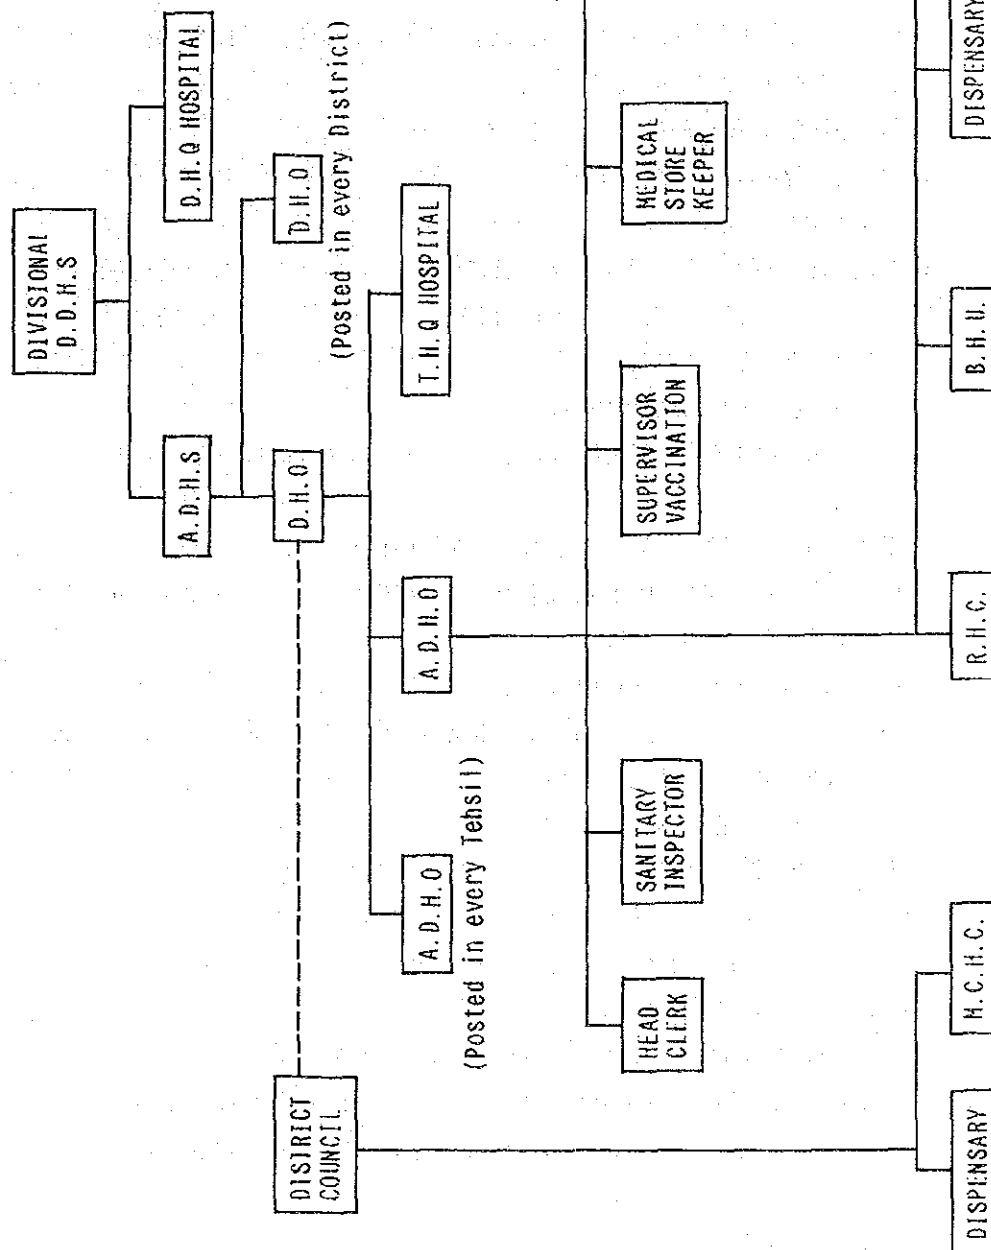 DIVISIONAL
D.D.H.S
A.D.H.S
D.H.Q HOSPITAL
DISTRICT
COUNCIL
D.H.O
D.H.O
(Posted in every District)
A.D.H.O
A.D.H.O
T.H.Q HOSPITAL
(Posted in every Tehsil)
HEAD
CLERK
SANITARY
INSPECTOR
SUPERVISOR
VACCINATION
MEDICAL
STORE
KEEPER
DISPENSARY
M.C.H.C.
R.H.C.
B.H.U.
DISPENSARY